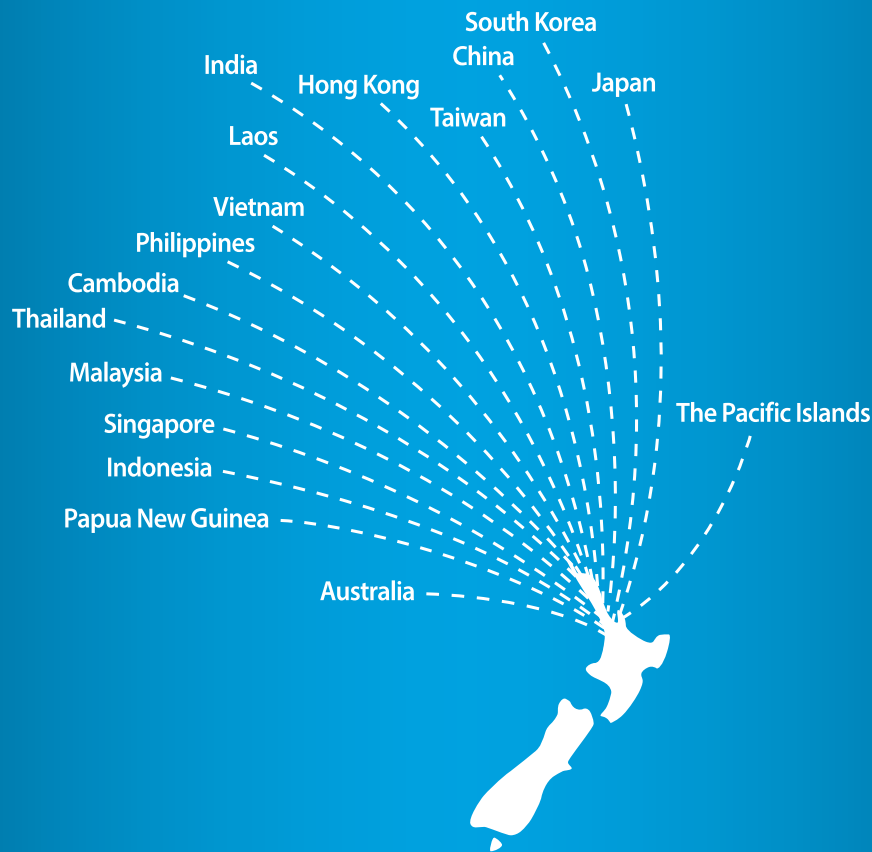 South Korea
China
India
Hong Kong
Japan
Taiwan
Laos
Vietnam
Philippines
Cambodia
Thailand
Malaysia
The Pacific Islands
Singapore
Indonesia
Papua New Guinea
Australia